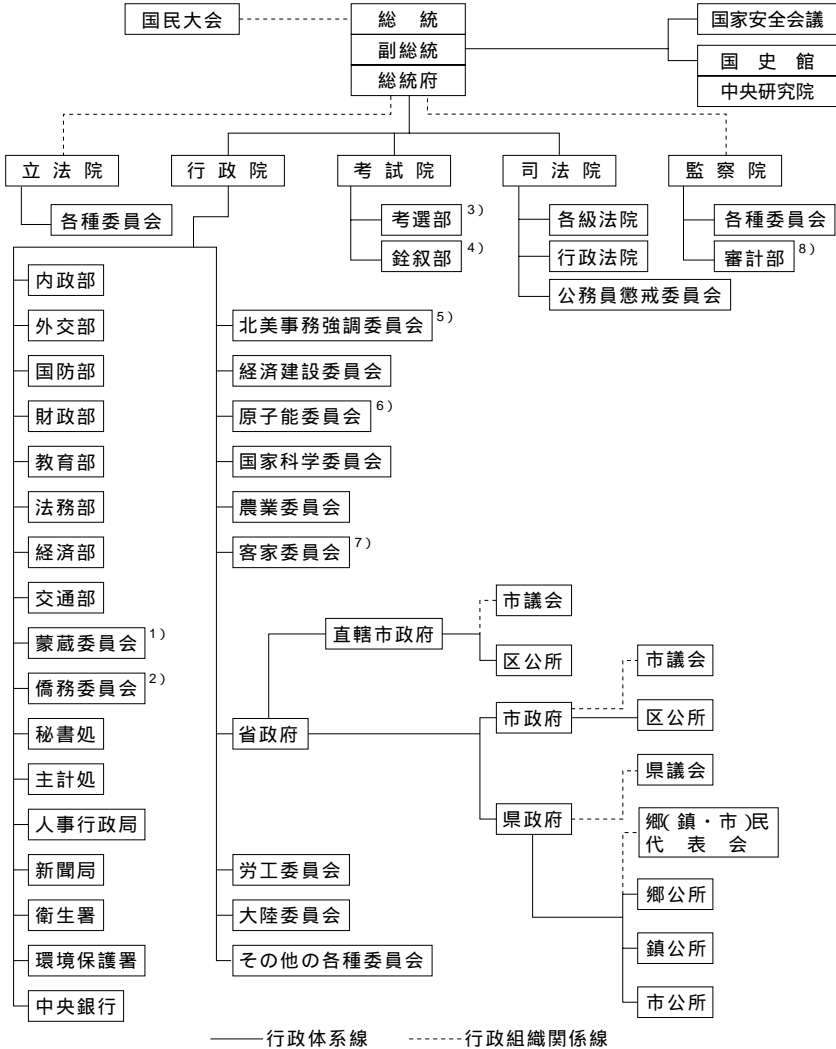 国民大会
総統
副総統
総統府
国家安全会議
国史館
中央研究院
立法院
行政院
考試院
司法院
監察院
各種委員会
考選部 3)
銓叙部 4)
各級法院
行政法院
公務員懲戒委員会
各種委員会
審計部 8)
内政部
外交部
国防部
財政部
教育部
法務部
経済部
交通部
蒙蔵委員会 1)
僑務委員会 2)
秘書処
主計処
人事行政局
新聞局
衛生署
環境保護署
中央銀行
北美事務強調委員会 5)
経済建設委員会
原子能委員会 6)
国家科学委員会
農業委員会
客家委員会 7)
省政府
労工委員会
大陸委員会
その他の各種委員会
直轄市政府
市議会
区公所
市政府
市議会
区公所
県政府
県議会
郷(鎮・市)民
代表会
郷公所
鎮公所
市公所
行政体系線
行政組織関係線